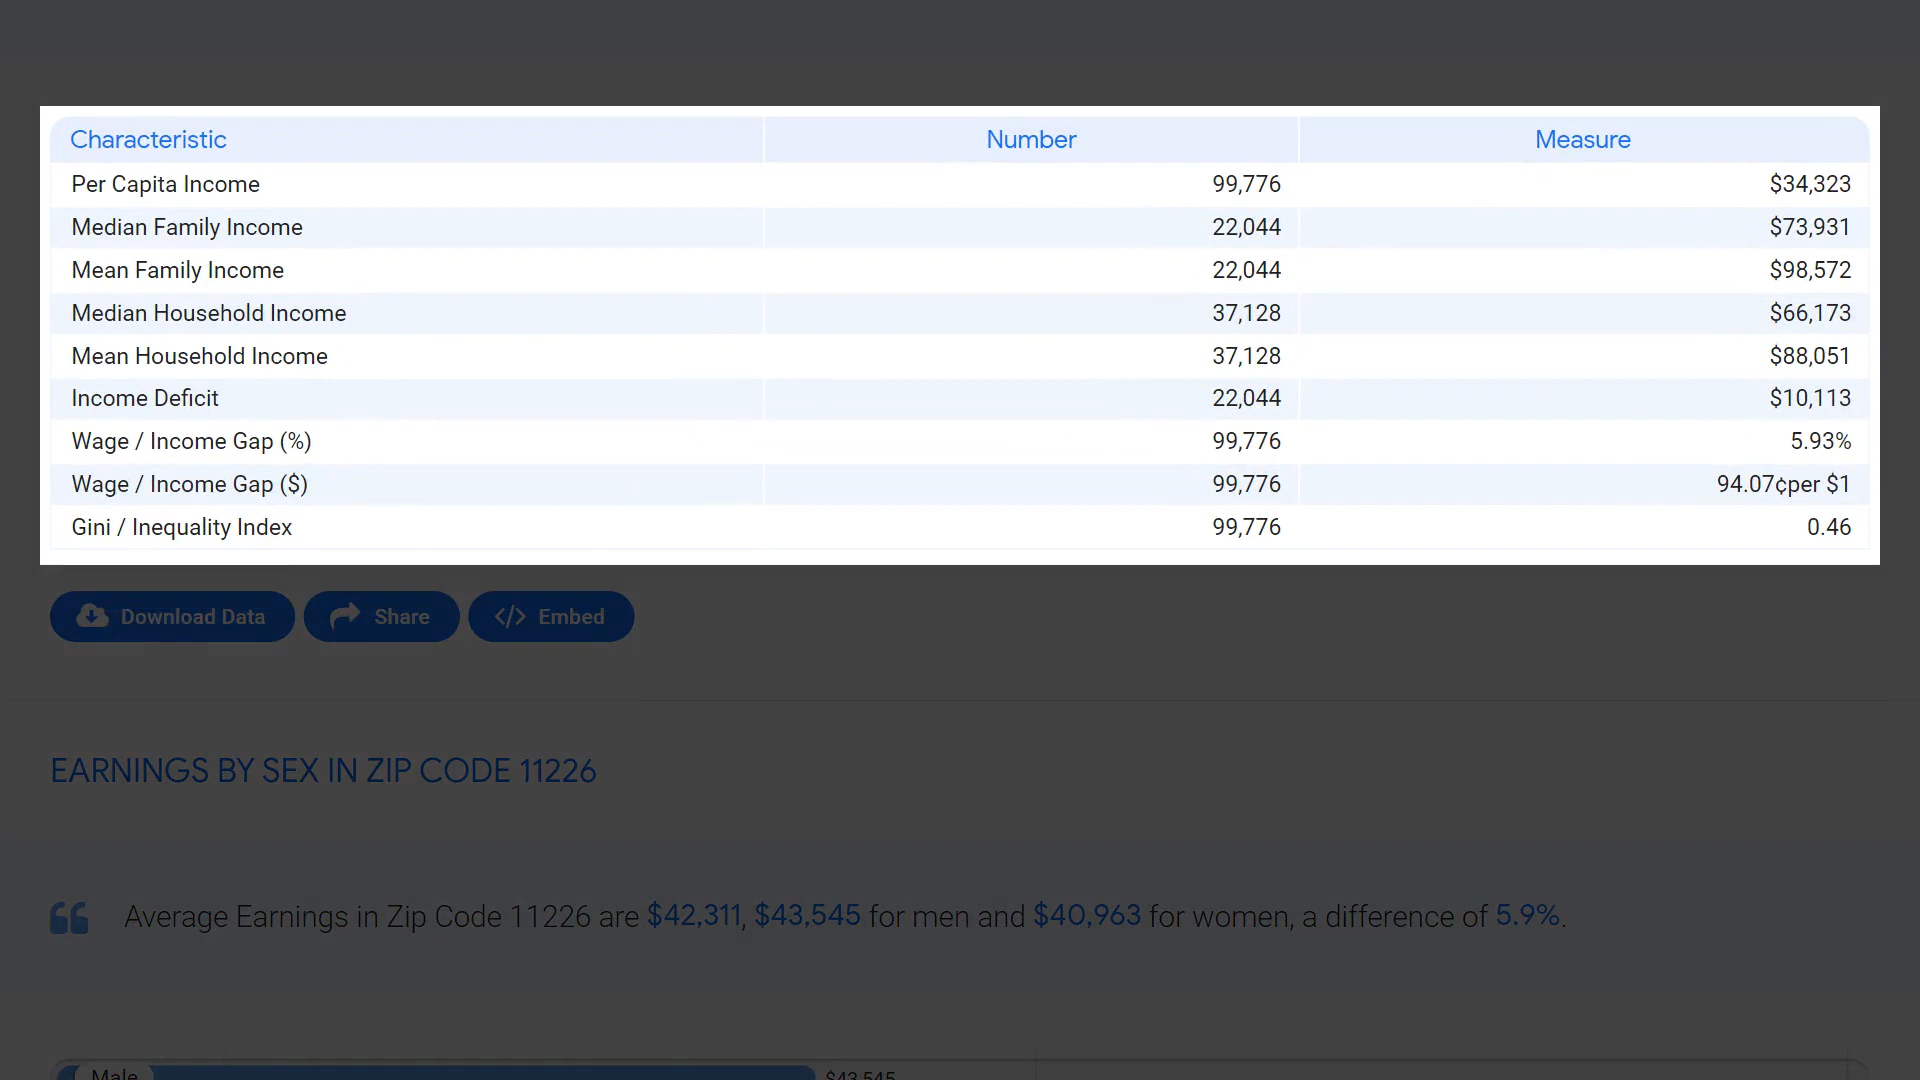 Characteristic Number Measure
Per Capita Income 99,776 $34,323
Median Family Income 22,044 $73,931
Mean Family Income 22,044 $98,572
Median Household Income 37,128 $66,173
Mean Household Income 37,128 $88,051
Income Deficit 22,044 $10,113
Wage / Income Gap (%) 99,776 5.93%
Wage / Income Gap ($) 99,776 94.07¢per $1
Gini / Inequality Index 99,776 0.46
Download Data Share </> Embed
EARNINGS BY SEX IN ZIP CODE 11226
Average Earnings in Zip Code 11226 are $42,311, $43,545 for men and $40,963 for women, a difference of 5.9%.
Male $43,545